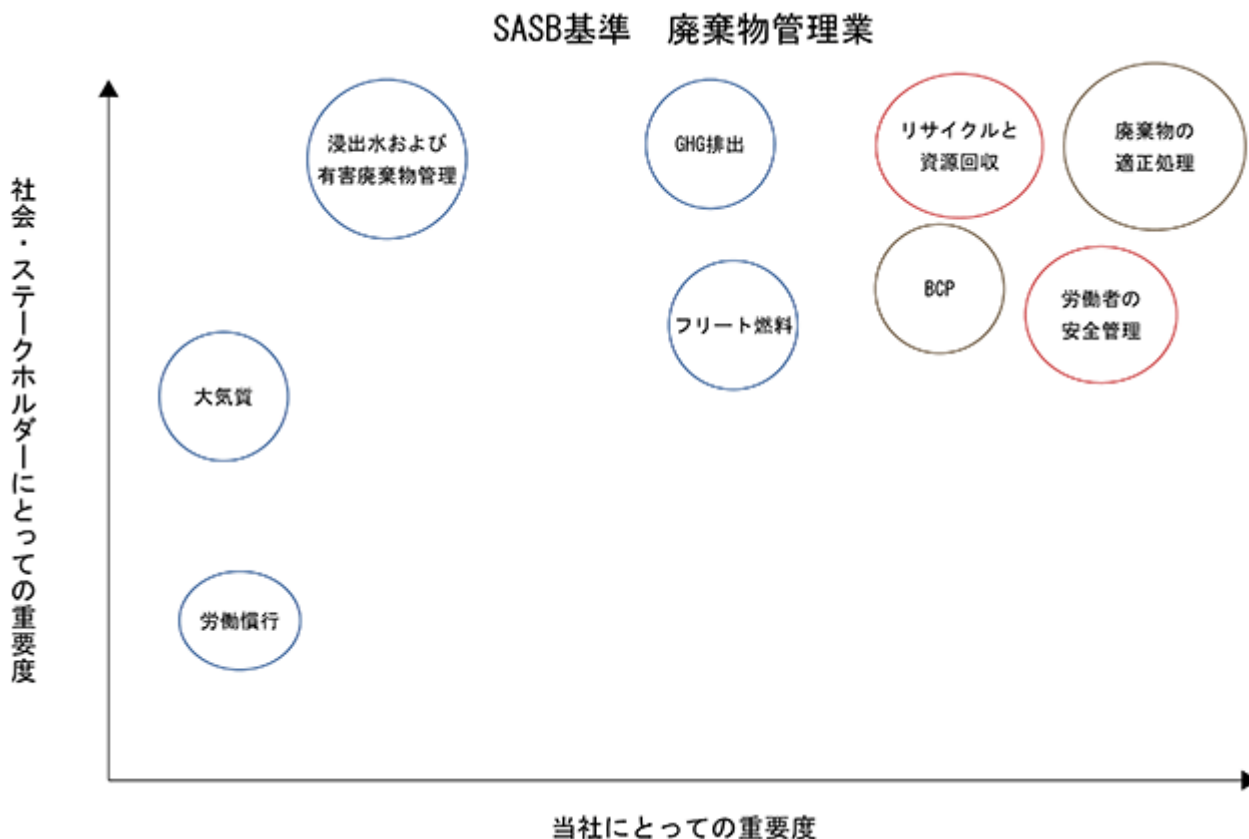 SASB基準　廃棄物管理業
社会・ステークホルダーにとっての重要度
浸出水および
有害廃棄物管理
GHG排出
リサイクルと
資源回収
廃棄物の
適正処理
BCP
労働者の
安全管理
フリート燃料
大気質
労働慣行
当社にとっての重要度